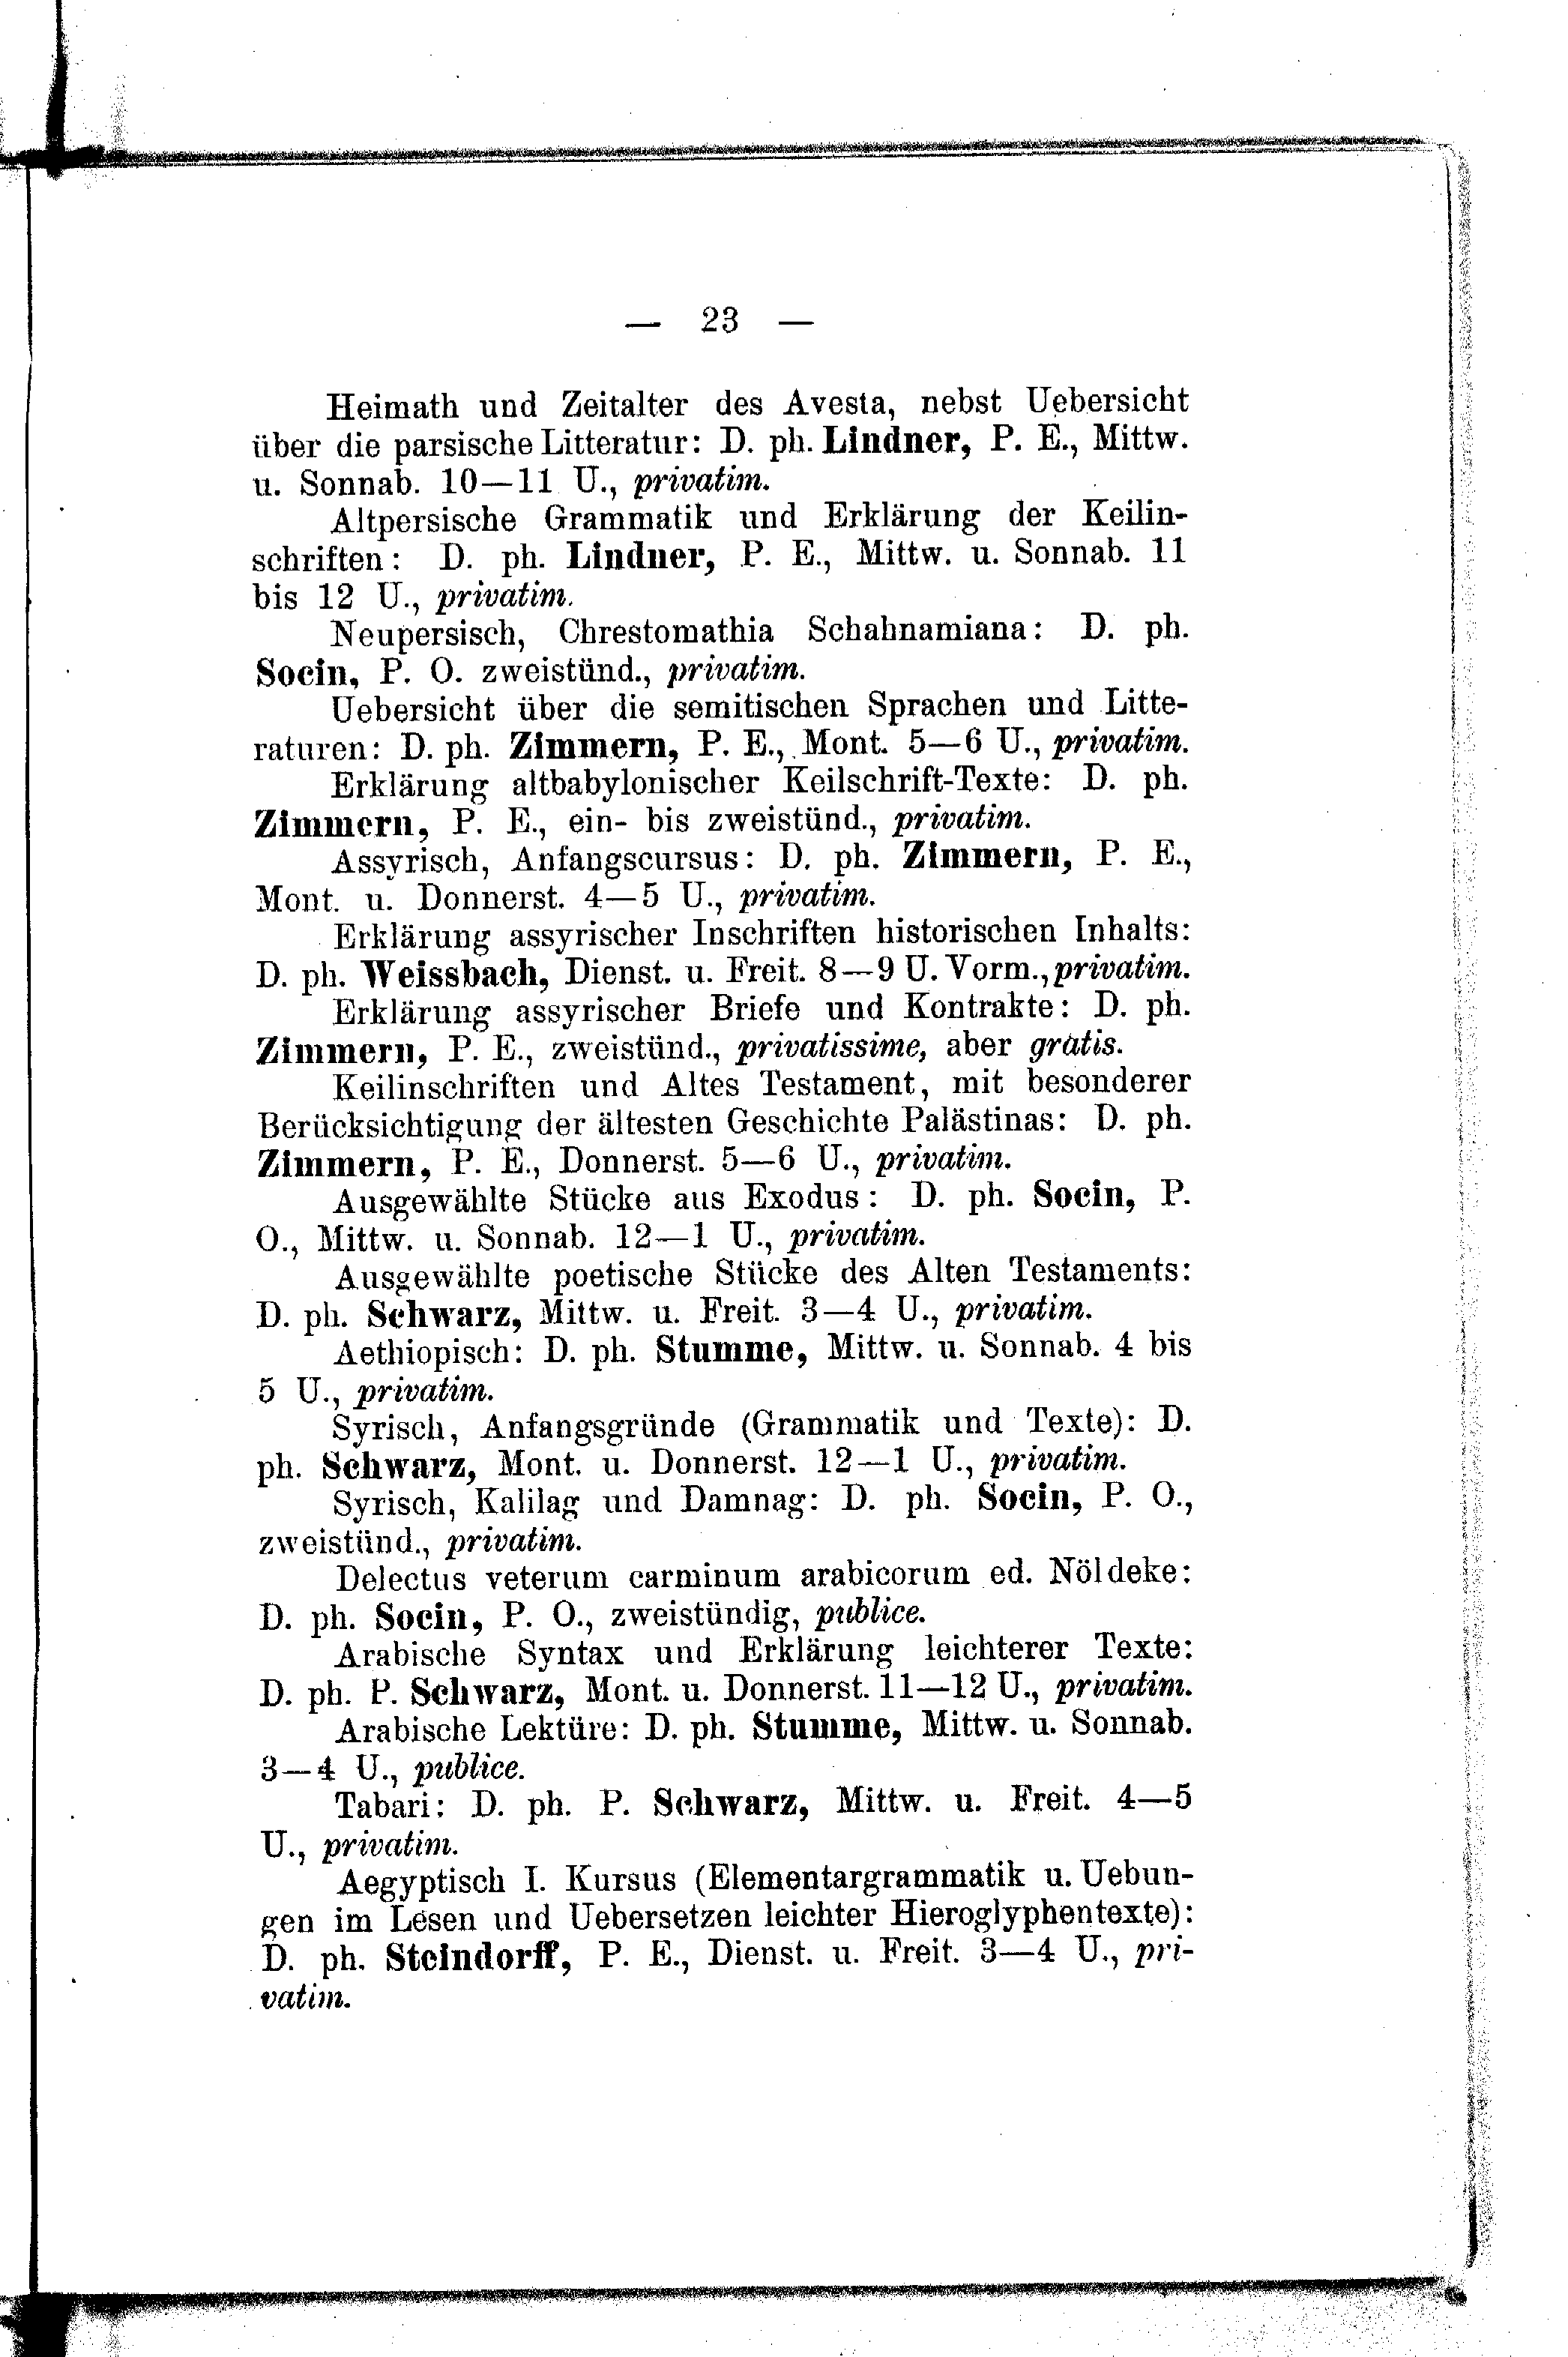 — 23 —
Heimath und Zeitalter des Avesta, nebst Uebersicht
über die parsische Litteratur: D. ph. Lindner, P. E., Mittw.
u. Sonnab. 10—11 U., privatim.
Altpersische Grammatik und Erklärung der Keilin-
schriften: D. ph. Lindner, P. E., Mittw. u. Sonnab. 11
bis 12 U., privatim.
Neupersisch, Chrestomathia Schahnamiana: D. ph.
Socin, P. O. zweistünd., privatim.
Uebersicht über die semitischen Sprachen und Litte-
raturen: D. ph. Zimmern, P. E., Mont. 5—6 U., privatim.
Erklärung altbabylonischer Keilschrift-Texte: D. ph.
Zimmern, P. E., ein- bis zweistünd., privatim.
Assyrisch, Anfangscursus: D. ph. Zimmern, P. E.,
Mont. u. Donnerst. 4—5 U., privatim.
Erklärung assyrischer Inschriften historischen Inhalts:
D. ph. Weissbach, Dienst. u. Freit. 8—9 U. Vorm., privatim.
Erklärung assyrischer Briefe und Kontrakte: D. ph.
Zimmern, P. E., zweistünd., privatissime, aber gratis.
Keilinschriften und Altes Testament, mit besonderer
Berücksichtigung der ältesten Geschichte Palästinas: D. ph.
Zimmern, P. E., Donnerst. 5—6 U., privatim.
Ausgewählte Stücke aus Exodus: D. ph. Socin, P.
O., Mittw. u. Sonnab. 12—1 U., privatim.
Ausgewählte poetische Stücke des Alten Testaments:
D. ph. Schwarz, Mittw. u. Freit. 3—4 U., privatim.
Aethiopisch: D. ph. Stumme, Mittw. u. Sonnab. 4 bis
5 U., privatim.
Syrisch, Anfangsgründe (Grammatik und Texte): D.
ph. Schwarz, Mont. u. Donnerst. 12—1 U., privatim.
Syrisch, Kalilag und Damnag: D. ph. Socin, P. O.,
zweistünd., privatim.
Delectus veterum carminum arabicorum ed. Nöldeke:
D. ph. Socin, P. O., zweistündig, publice.
Arabische Syntax und Erklärung leichterer Texte:
D. ph. P. Schwarz, Mont. u. Donnerst. 11—12 U., privatim.
Arabische Lektüre: D. ph. Stumme, Mittw. u. Sonnab.
3—4 U., publice.
Tabari: D. ph. P. Schwarz, Mittw. u. Freit. 4—5
U., privatim.
Aegyptisch I. Kursus (Elementargrammatik u. Uebun-
gen im Lesen und Uebersetzen leichter Hieroglyphentexte):
D. ph. Steindorff, P. E., Dienst. u. Freit. 3—4 U., pri-
vatim.